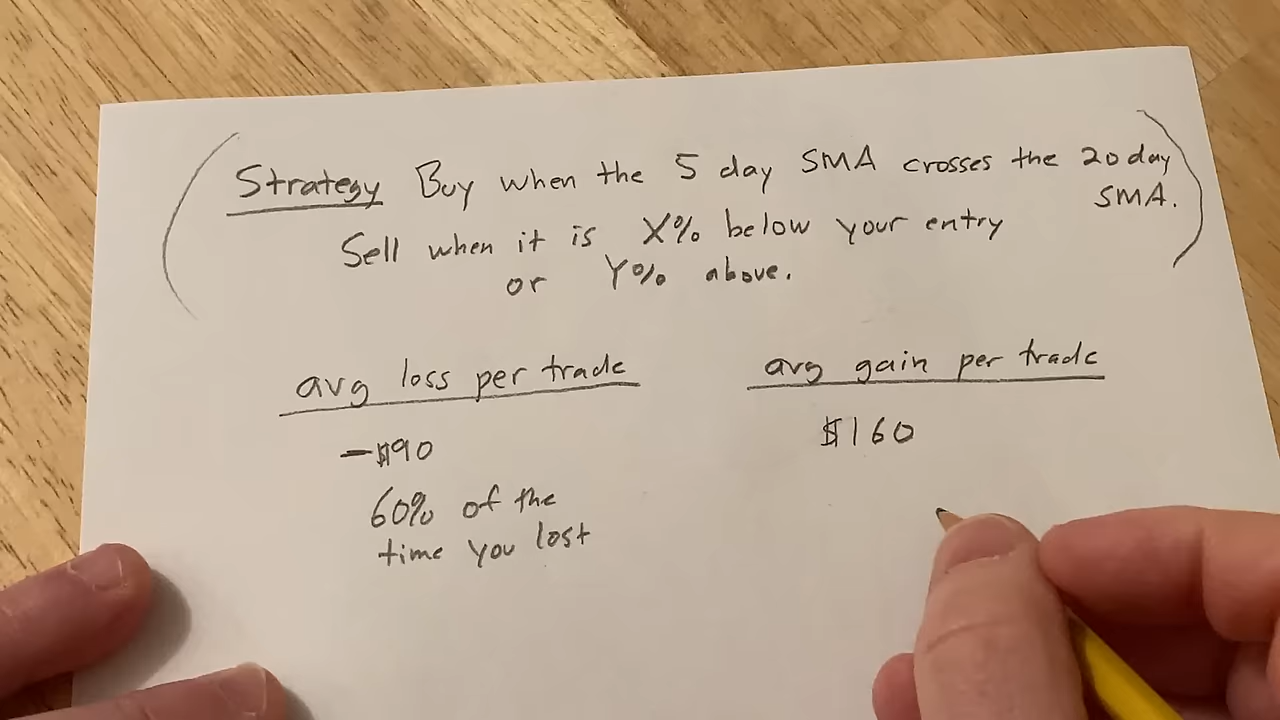 Strategy Buy when the 5 day SMA crosses the 20 day
SMA.
Sell when it is X% below your entry
or Y% above.
avg loss per trade
-$90
60% of the
time you lost
avg gain per trade
$160